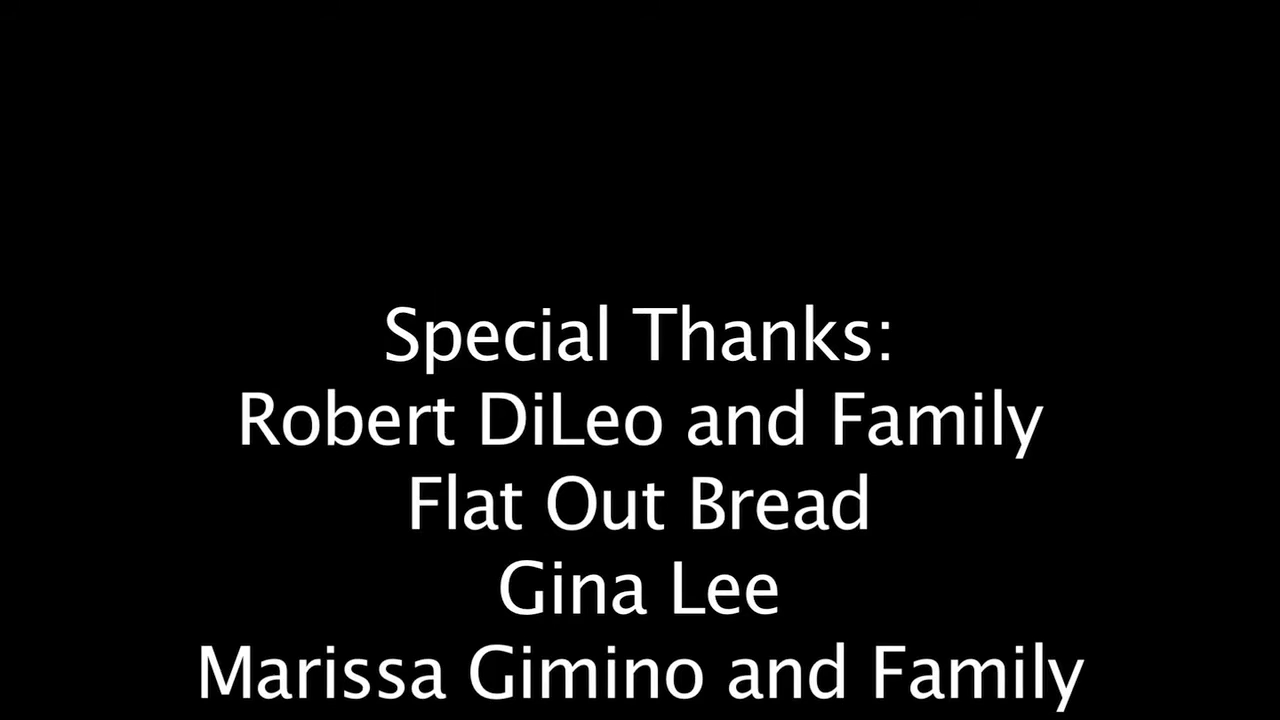 Special Thanks:
Robert DiLeo and Family
Flat Out Bread
Gina Lee
Marissa Gimino and Family